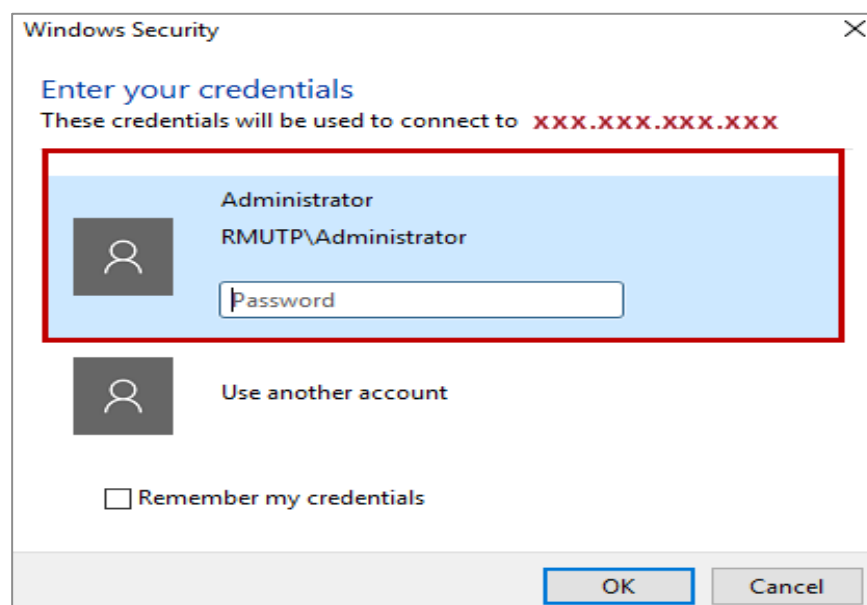 Windows Security
Enter your credentials
These credentials will be used to connect to xxx.xxx.xxx.xxx
Administrator
RMUTP\Administrator
Password
Use another account
Remember my credentials
OK Cancel